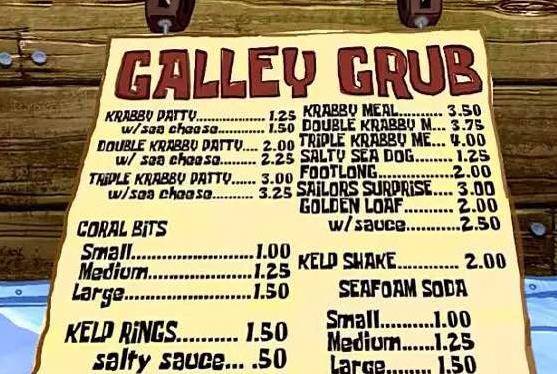 GALLEY GRUB
KRABBY PATTY.................. 1.25
w/sea cheese.............. 1.50
DOUBLE KRABBY PATTY.... 2.00
w/ sea cheese............. 2.25
TRIPLE KRABBY PATTY...... 3.00
w/sea cheese............ 3.25
CORAL BiTS
Small....................1.00
Medium................1.25
Large...................1.50
KELP RiNGS.......... 1.50
salty sauce... .50
KRABBY MEAL.......... 3.50
DOUBLE KRABBY M... 3.75
TRIPLE KRABBY ME... 4.00
SALTY SEA DOG......... 1.25
FOOTLONG...............2.00
SAILORS SURPRISE.... 3.00
GOLDEN LOAF.......... 2.00
w/sauce...........2.50
KELP SHAKE............. 2.00
SEAFOAM SODA
Small...........1.00
Medium.......1.25
Large.......... 1.50